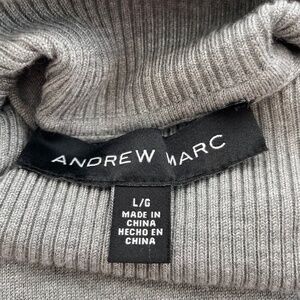 ANDREW MARC
L/G
MADE IN
CHINA
HECHO EN
CHINA